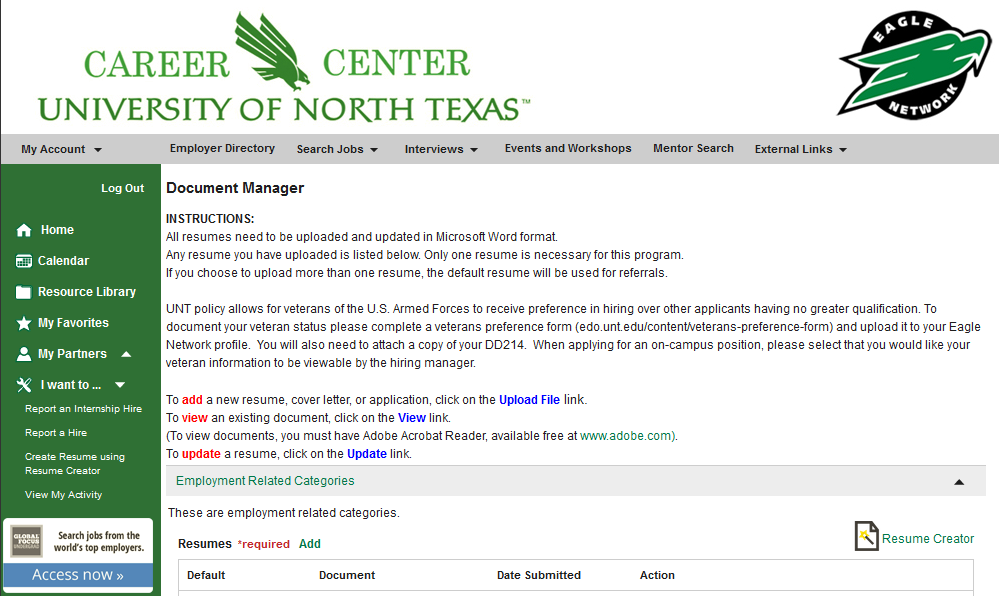 CAREER CENTER
UNIVERSITY OF NORTH TEXAS™
EAGLE
NETWORK
My Account Employer Directory Search Jobs Interviews Events and Workshops Mentor Search External Links
Log Out
Home
Calendar
Resource Library
My Favorites
My Partners
I want to ...
Report an Internship Hire
Report a Hire
Create Resume using
Resume Creator
View My Activity
GLOBAL
FOCUS
Search jobs from the
world's top employers.
Access now »
Document Manager
INSTRUCTIONS:
All resumes need to be uploaded and updated in Microsoft Word format.
Any resume you have uploaded is listed below. Only one resume is necessary for this program.
If you choose to upload more than one resume, the default resume will be used for referrals.
UNT policy allows for veterans of the U.S. Armed Forces to receive preference in hiring over other applicants having no greater qualification. To
document your veteran status please complete a veterans preference form (edo.unt.edu/content/veterans-preference-form) and upload it to your Eagle
Network profile. You will also need to attach a copy of your DD214. When applying for an on-campus position, please select that you would like your
veteran information to be viewable by the hiring manager.
To add a new resume, cover letter, or application, click on the Upload File link.
To view an existing document, click on the View link.
(To view documents, you must have Adobe Acrobat Reader, available free at www.adobe.com).
To update a resume, click on the Update link.
Employment Related Categories
These are employment related categories.
Resumes *required Add
Resume Creator
Default Document Date Submitted Action